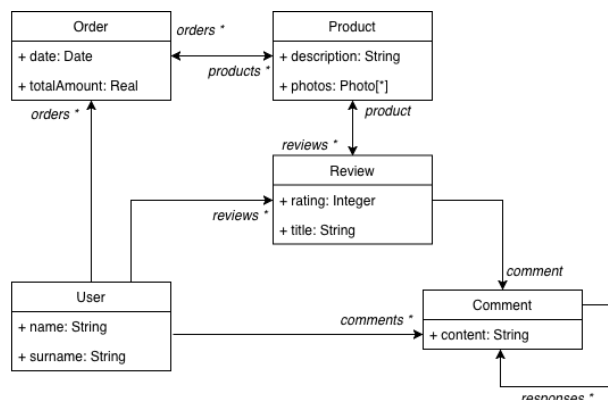 Order
+ date: Date
+ totalAmount: Real
orders *
products *
Product
+ description: String
+ photos: Photo[*]
orders *
product
reviews *
Review
+ rating: Integer
+ title: String
reviews *
comment
User
+ name: String
+ surname: String
comments *
Comment
+ content: String
responses *